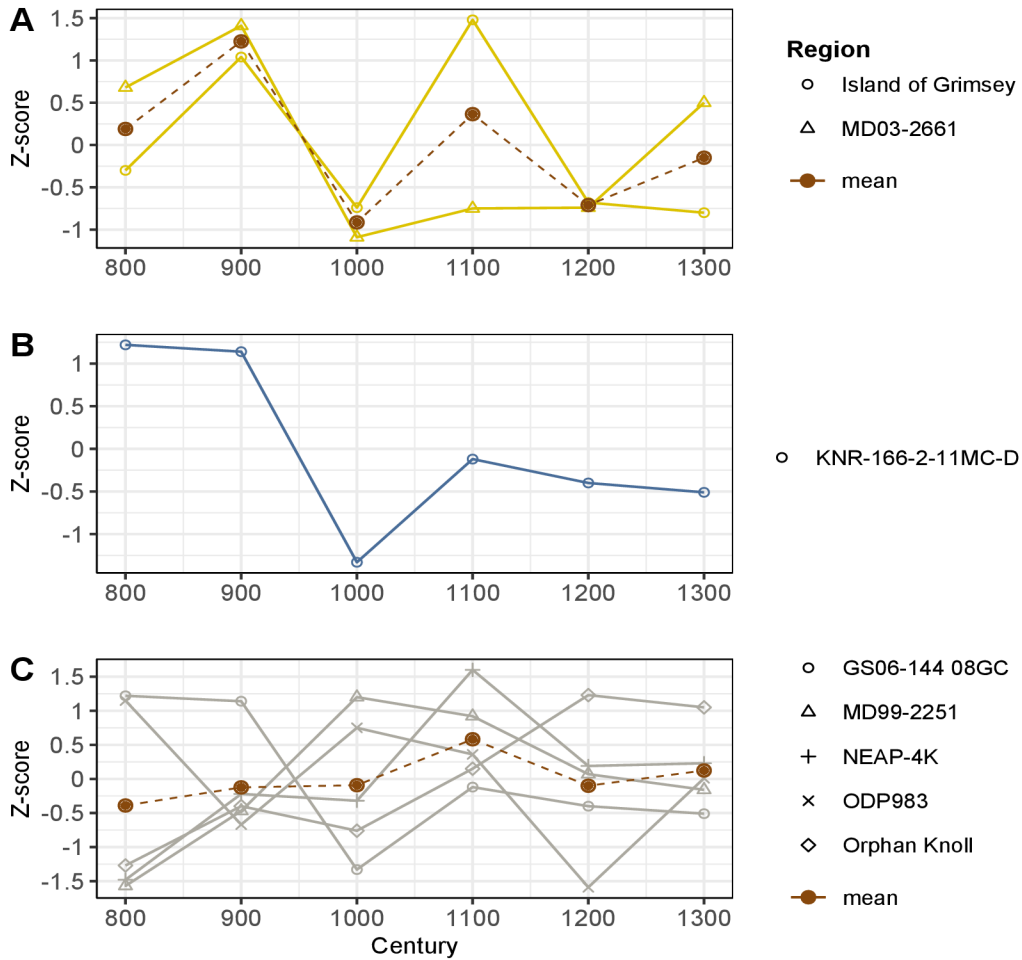 A
1.5
1
0.5
0
-0.5
-1
Z-score
800 900 1000 1100 1200 1300
Region
Island of Grimsey
MD03-2661
mean
B
1
0.5
0
-0.5
-1
Z-score
800 900 1000 1100 1200 1300
KNR-166-2-11MC-D
C
1.5
1
0.5
0
-0.5
-1
-1.5
Z-score
800 900 1000 1100 1200 1300
Century
GS06-144 08GC
MD99-2251
NEAP-4K
ODP983
Orphan Knoll
mean